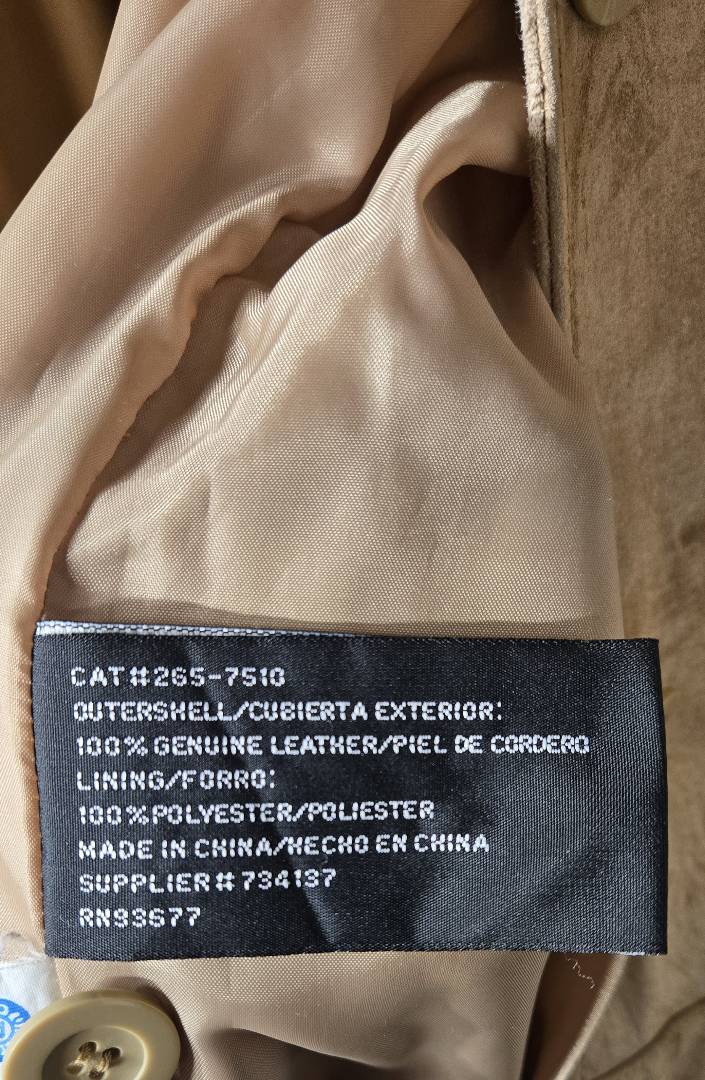 CAT#265-7510
OUTERSHELL/CUBIERTA EXTERIOR:
100% GENUINE LEATHER/PIEL DE CORDERO
LINING/FORRO:
100%POLYESTER/POLIESTER
MADE IN CHINA/HECHO EN CHINA
SUPPLIER#734137
RN93677